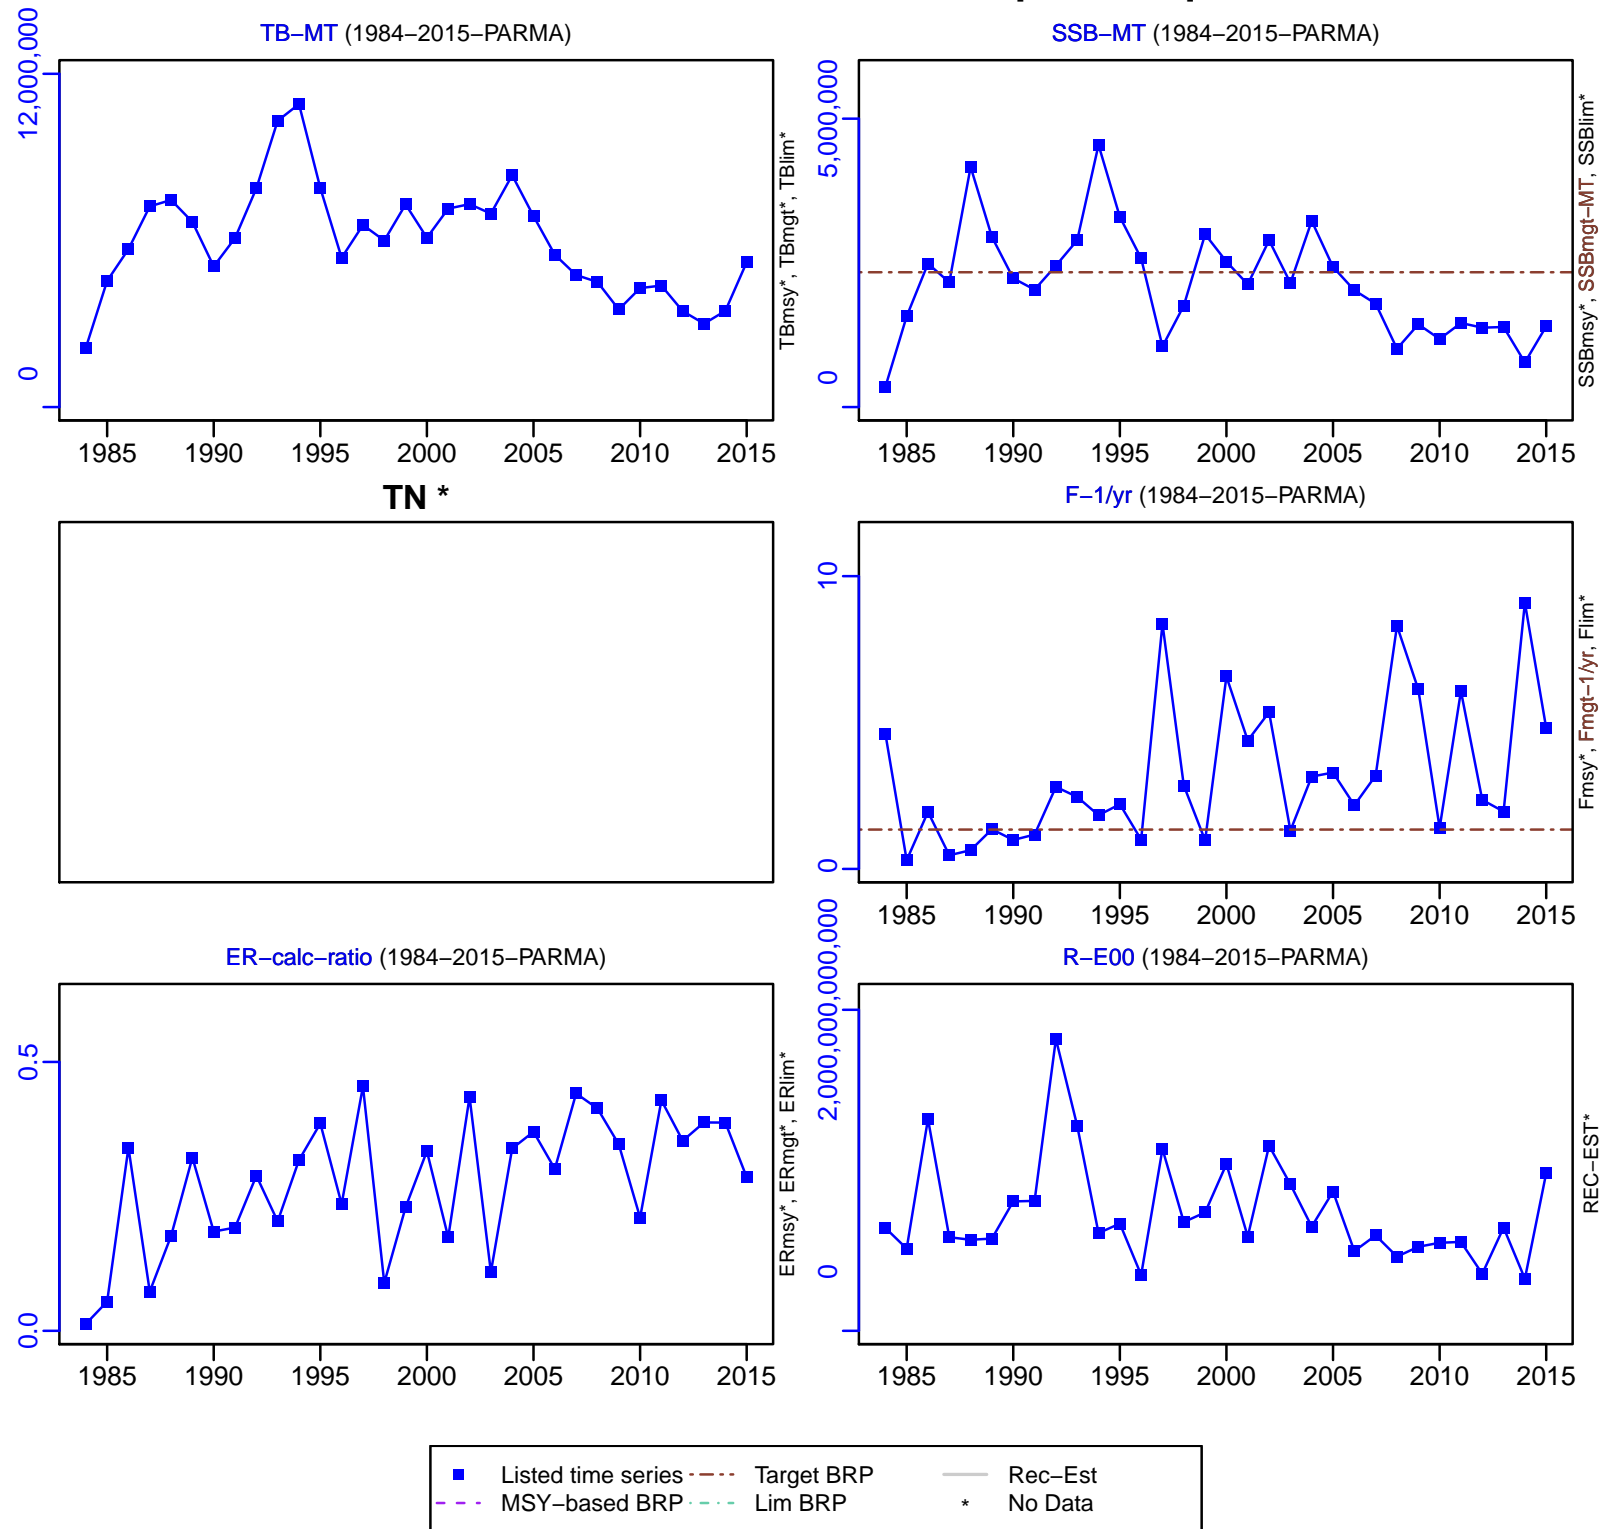 TB−MT (1984−2015−PARMA)
12,000,000
0
1985 1990 1995 2000 2005 2010 2015
TBmsy*, TBmgt*, TBlim*
SSB−MT (1984−2015−PARMA)
5,000,000
0
1985 1990 1995 2000 2005 2010 2015
SSBmsy*, SSBmgt−MT, SSBlim*
TN *
F−1/yr (1984−2015−PARMA)
10
0
1985 1990 1995 2000 2005 2010 2015
Fmsy*, Fmgt−1/yr, Flim*
ER−calc−ratio (1984−2015−PARMA)
0.5
0.0
1985 1990 1995 2000 2005 2010 2015
ERmsy*, ERmgt*, ERlim*
R−E00 (1984−2015−PARMA)
2,000,000,000,000
0
1985 1990 1995 2000 2005 2010 2015
REC−EST*
Listed time series Target BRP Rec−Est
MSY−based BRP Lim BRP * No Data